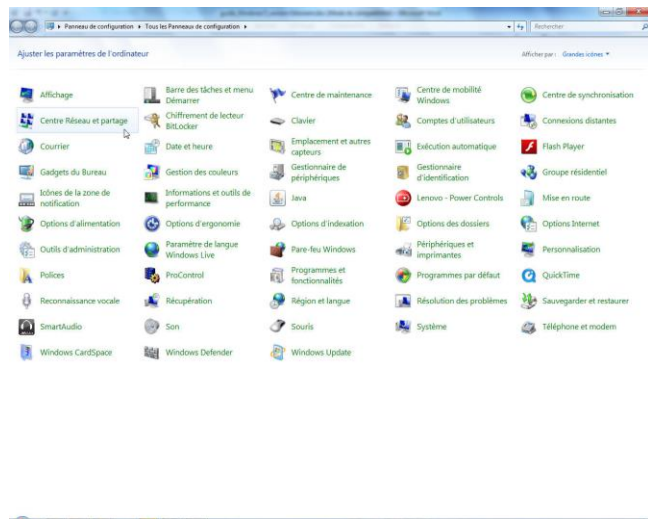 Panneau de configuration ▸ Tous les Panneaux de configuration ▸
Rechercher
Ajuster les paramètres de l'ordinateur
Afficher par : Grandes icônes
Affichage
Barre des tâches et menu
Démarrer
Centre de maintenance
Centre de mobilité
Windows
Centre de synchronisation
Centre Réseau et partage
Chiffrement de lecteur
BitLocker
Clavier
Comptes d'utilisateurs
Connexions distantes
Courrier
Date et heure
Emplacement et autres
capteurs
Exécution automatique
Flash Player
Gadgets du Bureau
Gestion des couleurs
Gestionnaire de
périphériques
Gestionnaire
d'identification
Groupe résidentiel
Icônes de la zone de
notification
Informations et outils de
performance
Java
Lenovo - Power Controls
Mise en route
Options d'alimentation
Options d'ergonomie
Options d'indexation
Options des dossiers
Options Internet
Outils d'administration
Paramètre de langue
Windows Live
Pare-feu Windows
Périphériques et
imprimantes
Personnalisation
Polices
ProControl
Programmes et
fonctionnalités
Programmes par défaut
QuickTime
Reconnaissance vocale
Récupération
Région et langue
Résolution des problèmes
Sauvegarder et restaurer
SmartAudio
Son
Souris
Système
Téléphone et modem
Windows CardSpace
Windows Defender
Windows Update